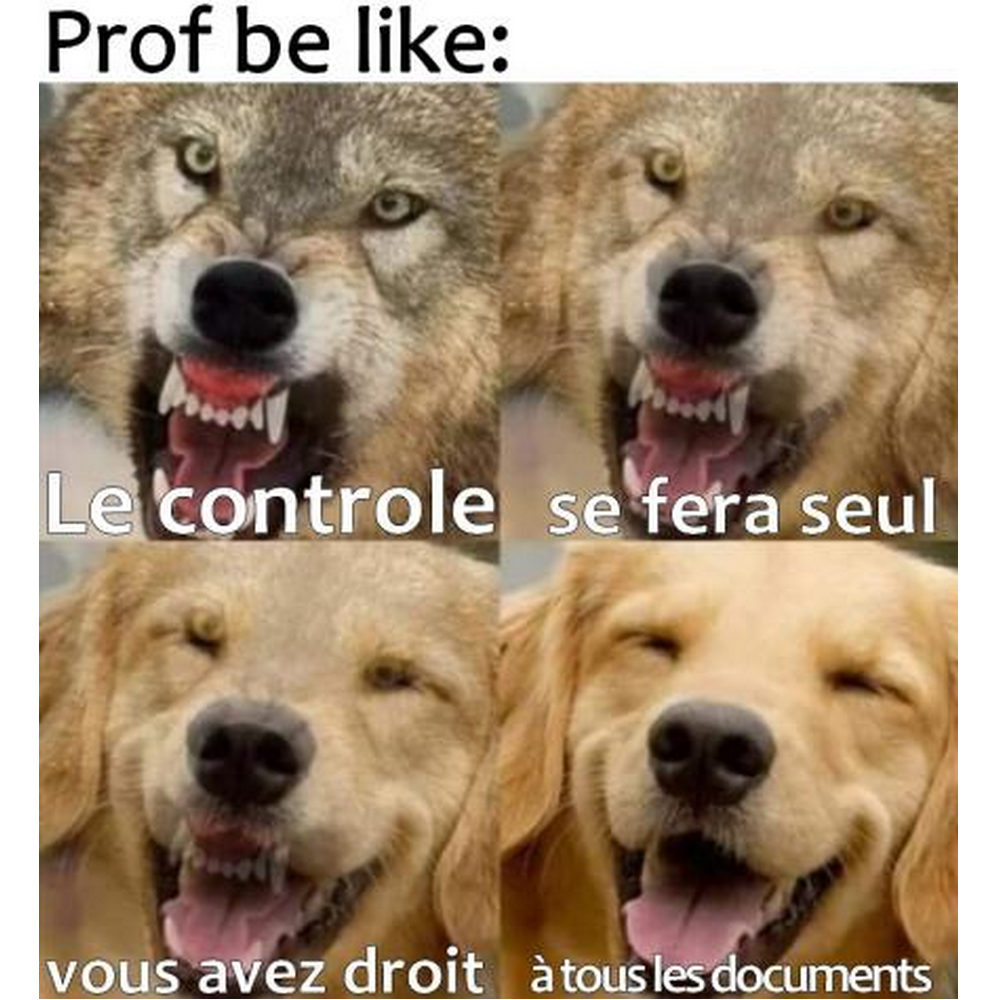 Prof be like:
Le controle
se fera seul
vous avez droit
à tous les documents